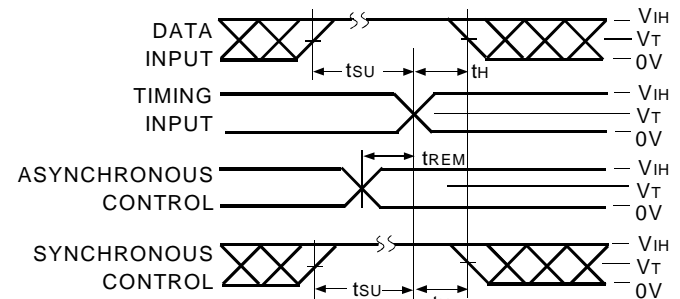 DATA INPUT
VIH
VT
0V
tSU
tH
TIMING INPUT
VIH
VT
0V
tREM
ASYNCHRONOUS CONTROL
VIH
VT
0V
SYNCHRONOUS CONTROL
VIH
VT
0V
tSU